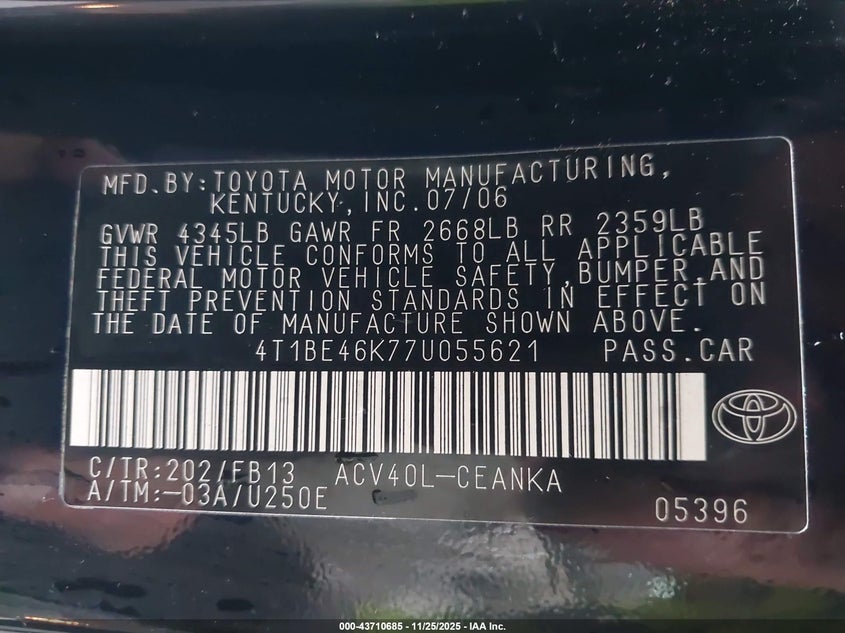 MFD.BY:TOYOTA MOTOR MANUFACTURING,
KENTUCKY,INC.07/06
GVWR 4345LB GAWR FR 2668LB RR 2359LB
THIS VEHICLE CONFORMS TO ALL APPLICABLE
FEDERAL MOTOR VEHICLE SAFETY,BUMPER,AND
THEFT PREVENTION STANDARDS IN EFFECT ON
THE DATE OF MANUFACTURE SHOWN ABOVE.
4T1BE46K77U055621 PASS.CAR
C/TR:202/FB13 ACV40L-CEANKA
A/TM:-03A/U250E
05396
000-43710685 - 11/25/2025 - IAA Inc.